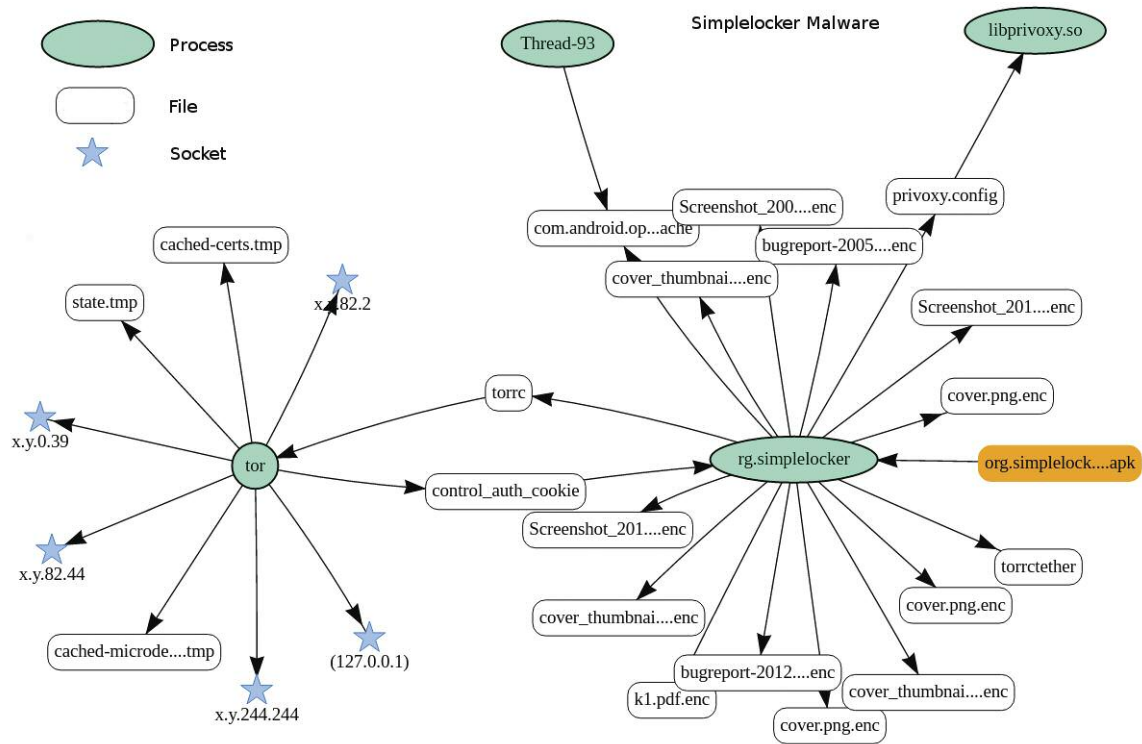 Simplelocker Malware
Process
File
Socket
Thread-93
libprivoxy.so
privoxy.config
Screenshot_200....enc
com.android.op...ache
bugreport-2005....enc
cover_thumbnai....enc
Screenshot_201....enc
cached-certs.tmp
state.tmp
x.y.82.2
torrc
cover.png.enc
x.y.0.39
tor
rg.simplelocker
org.simplelock....apk
control_auth_cookie
Screenshot_201....enc
x.y.82.44
torrctether
cover.png.enc
cover_thumbnai....enc
cached-microde....tmp
(127.0.0.1)
bugreport-2012....enc
k1.pdf.enc
cover_thumbnai....enc
x.y.244.244
cover.png.enc